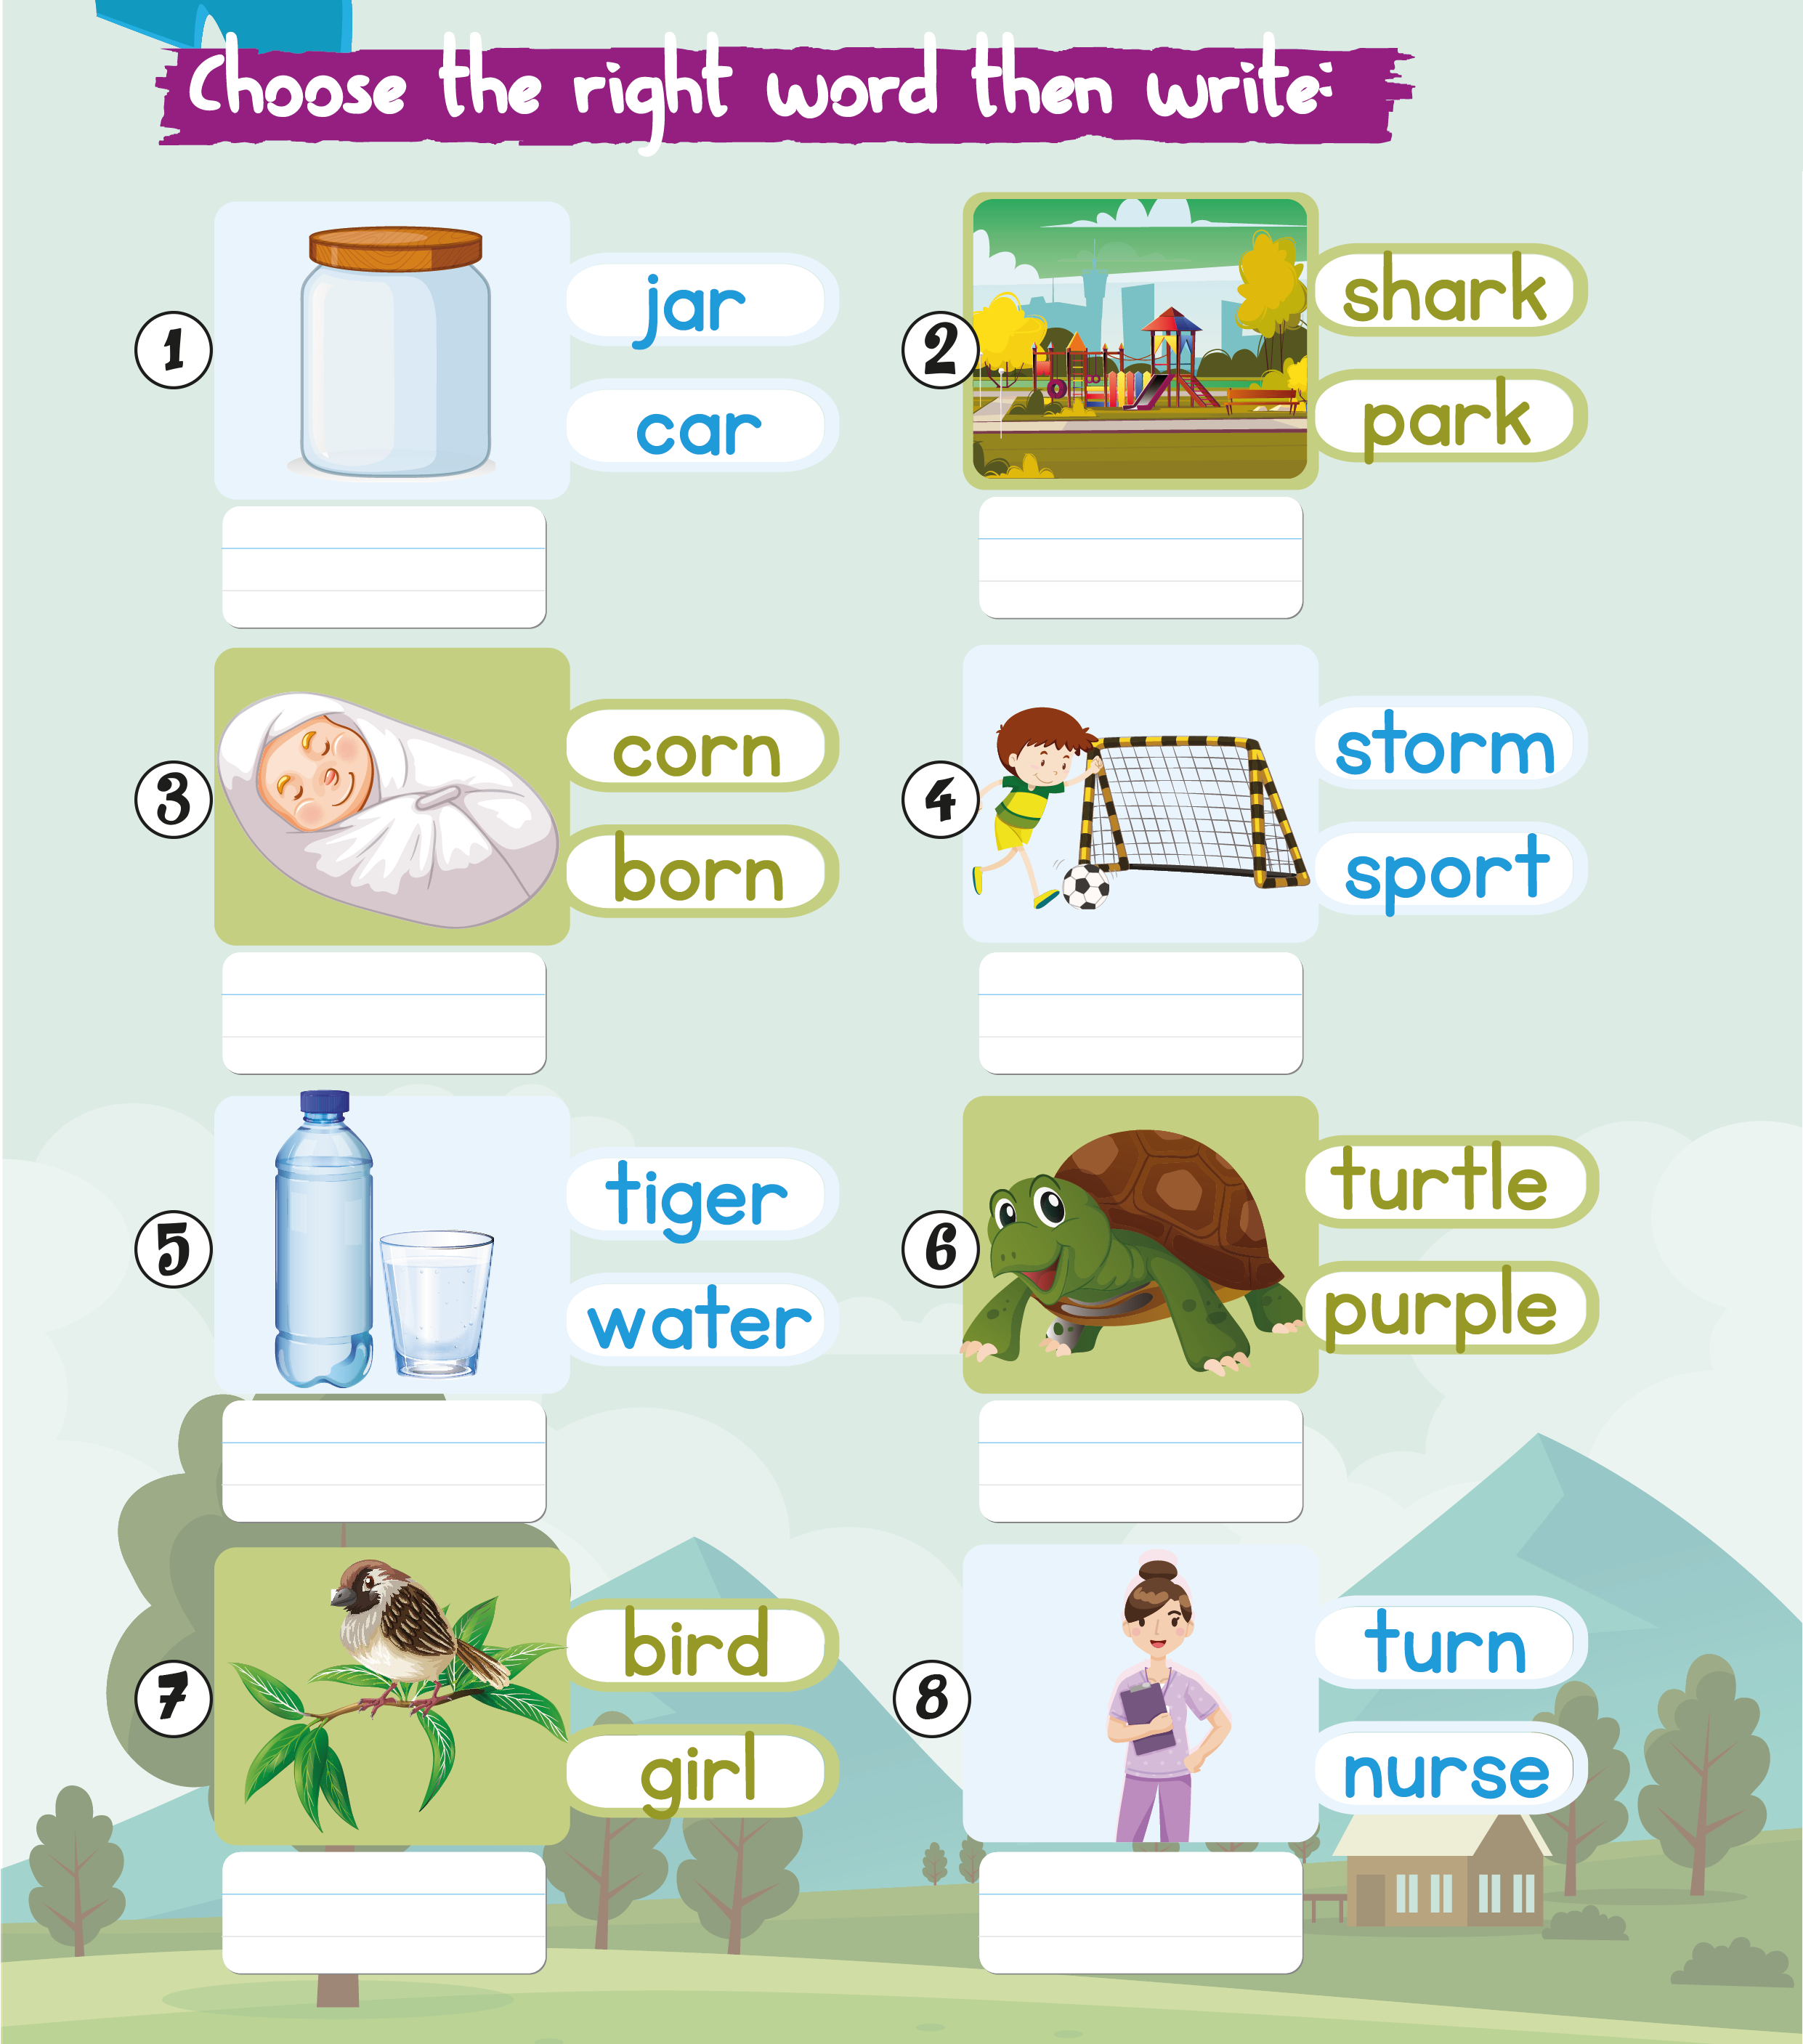 Choose the right word then write:
1
jar
car
2
shark
park
3
corn
born
4
storm
sport
5
tiger
water
6
turtle
purple
7
bird
girl
8
turn
nurse